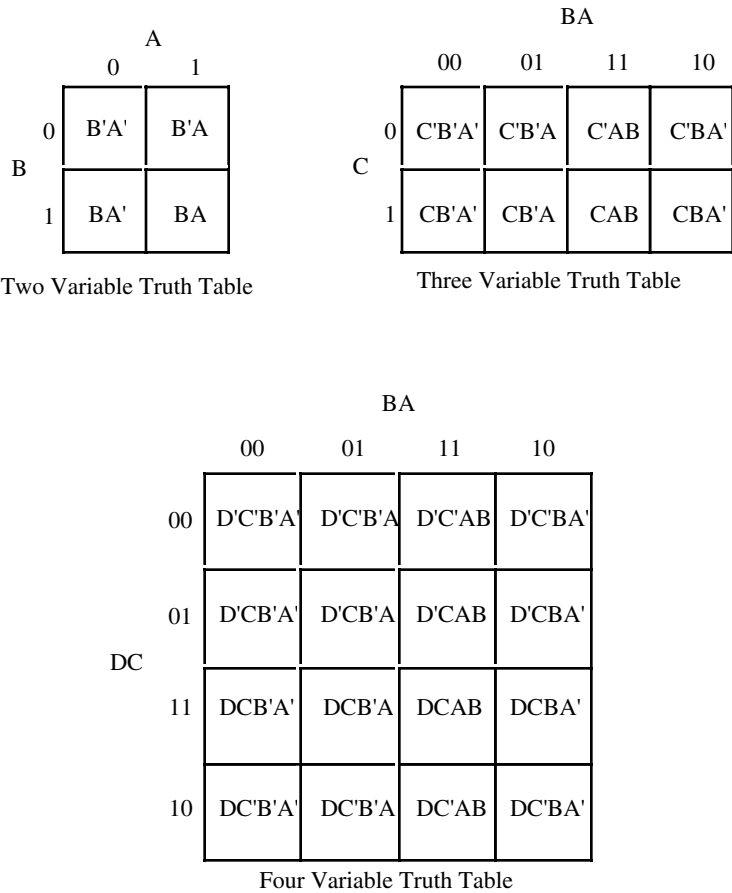 A
0 1
0 B'A' B'A
B
1 BA' BA
Two Variable Truth Table
BA
00 01 11 10
0 C'B'A' C'B'A C'AB C'BA'
C
1 CB'A' CB'A CAB CBA'
Three Variable Truth Table
BA
00 01 11 10
00 D'C'B'A' D'C'B'A D'C'AB D'C'BA'
01 D'CB'A' D'CB'A D'CAB D'CBA'
DC
11 DCB'A' DCB'A DCAB DCBA'
10 DC'B'A' DC'B'A DC'AB DC'BA'
Four Variable Truth Table